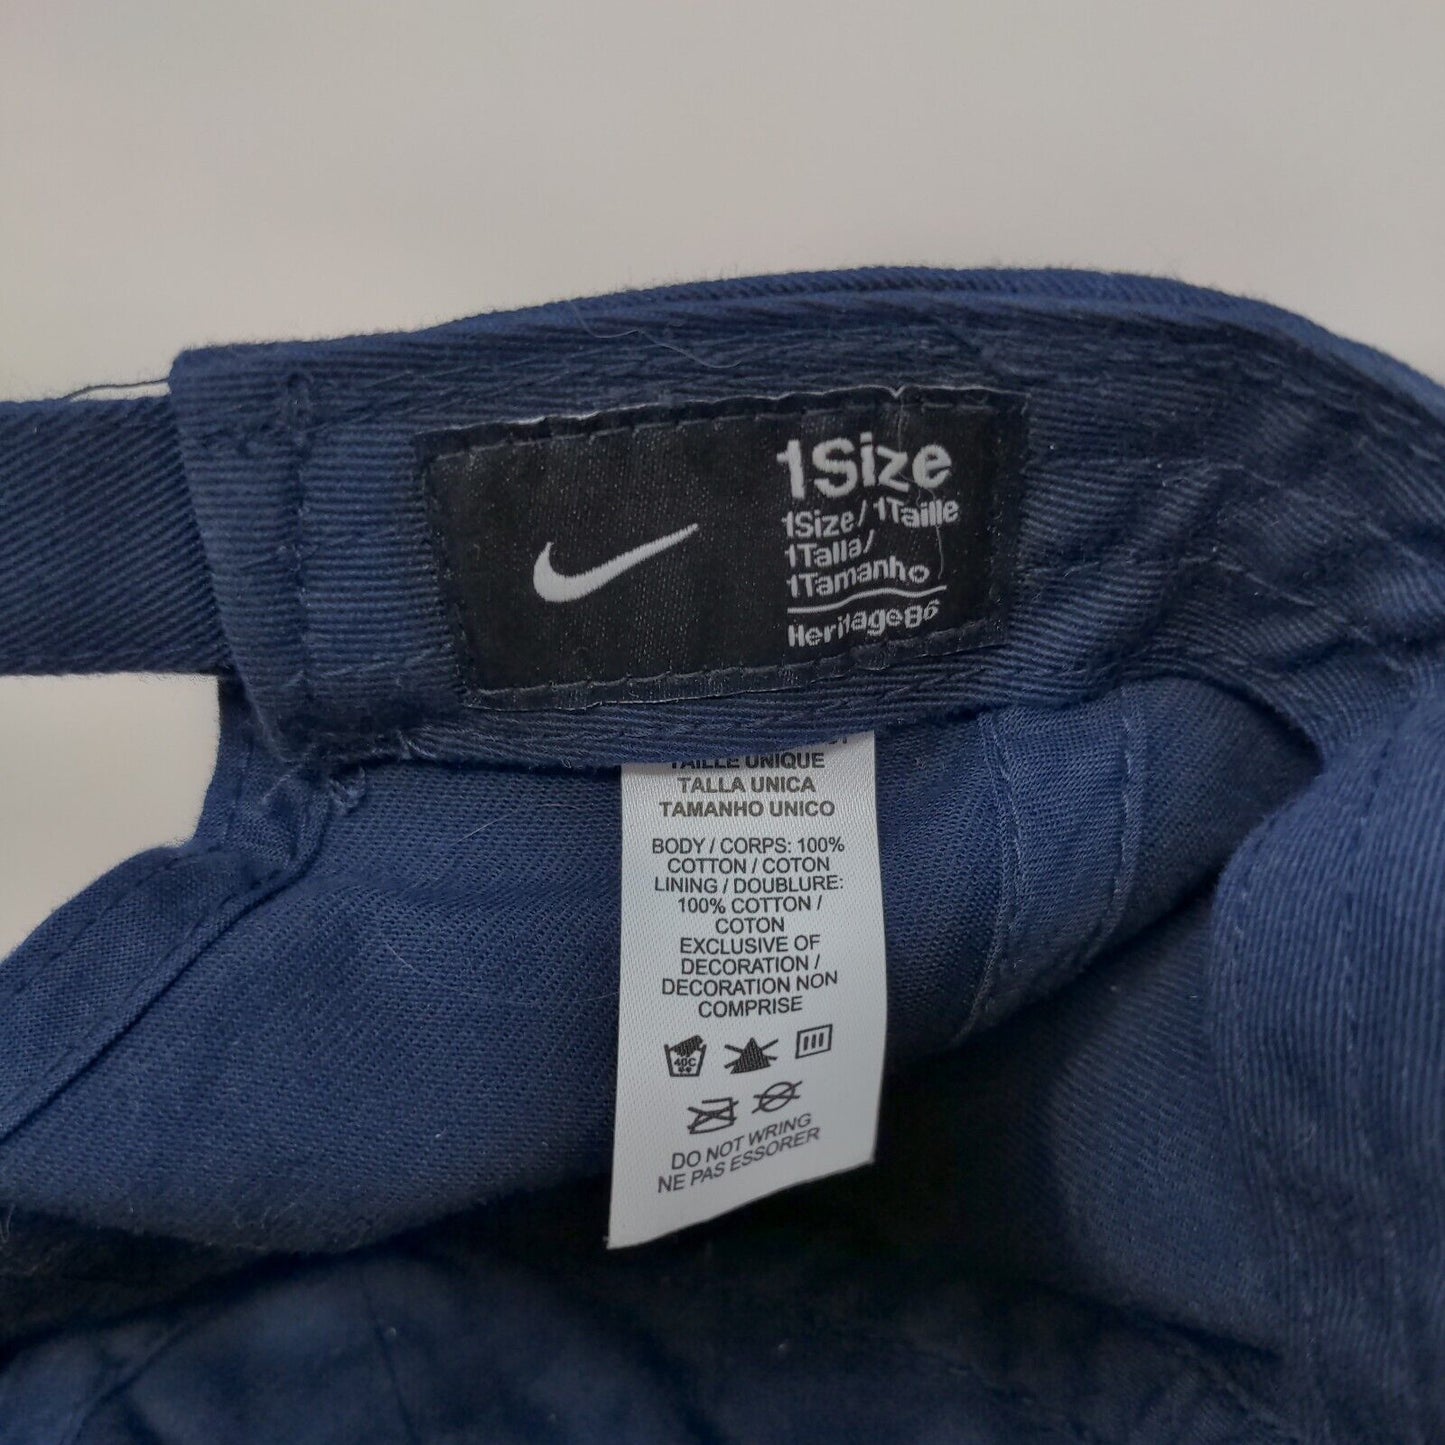 1Size
1Size/1Taille
1Talla/
1Tamanho
Heritage86
TAILLE UNIQUE
TALLA UNICA
TAMANHO UNICO
BODY / CORPS: 100%
COTTON / COTON
LINING / DOUBLURE:
100% COTTON /
COTON
EXCLUSIVE OF
DECORATION /
DECORATION NON
COMPRISE
40C
DO NOT WRING
NE PAS ESSORER